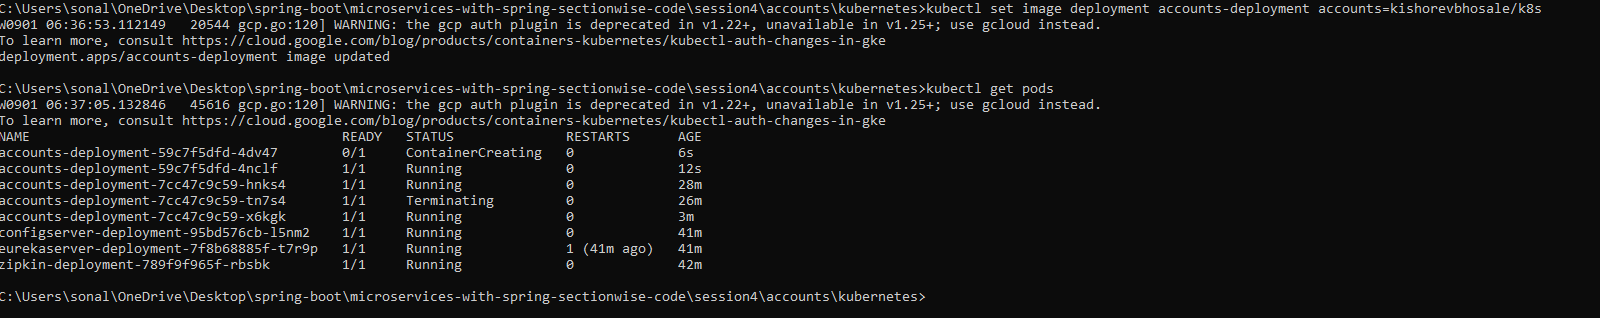 C:\Users\sonal\OneDrive\Desktop\spring-boot\microservices-with-spring-sectionwise-code\session4\accounts\kubernetes>kubectl set image deployment accounts-deployment accounts=kishorevbhosale/k8s
W0901 06:36:53.112149   20544 gcp.go:120] WARNING: the gcp auth plugin is deprecated in v1.22+, unavailable in v1.25+; use gcloud instead.
To learn more, consult https://cloud.google.com/blog/products/containers-kubernetes/kubectl-auth-changes-in-gke
deployment.apps/accounts-deployment image updated

C:\Users\sonal\OneDrive\Desktop\spring-boot\microservices-with-spring-sectionwise-code\session4\accounts\kubernetes>kubectl get pods
W0901 06:37:05.132846   45616 gcp.go:120] WARNING: the gcp auth plugin is deprecated in v1.22+, unavailable in v1.25+; use gcloud instead.
To learn more, consult https://cloud.google.com/blog/products/containers-kubernetes/kubectl-auth-changes-in-gke
NAME                                       READY   STATUS              RESTARTS      AGE
accounts-deployment-59c7f5dfd-4dv47        0/1     ContainerCreating   0             6s
accounts-deployment-59c7f5dfd-4nclf        1/1     Running             0             12s
accounts-deployment-7cc47c9c59-hnks4       1/1     Running             0             28m
accounts-deployment-7cc47c9c59-tn7s4       1/1     Terminating         0             26m
accounts-deployment-7cc47c9c59-x6kgk       1/1     Running             0             3m
configserver-deployment-95bd576cb-l5nm2    1/1     Running             0             41m
eurekaserver-deployment-7f8b68885f-t7r9p   1/1     Running             1 (41m ago)   41m
zipkin-deployment-789f9f965f-rbsbk         1/1     Running             0             42m

C:\Users\sonal\OneDrive\Desktop\spring-boot\microservices-with-spring-sectionwise-code\session4\accounts\kubernetes>